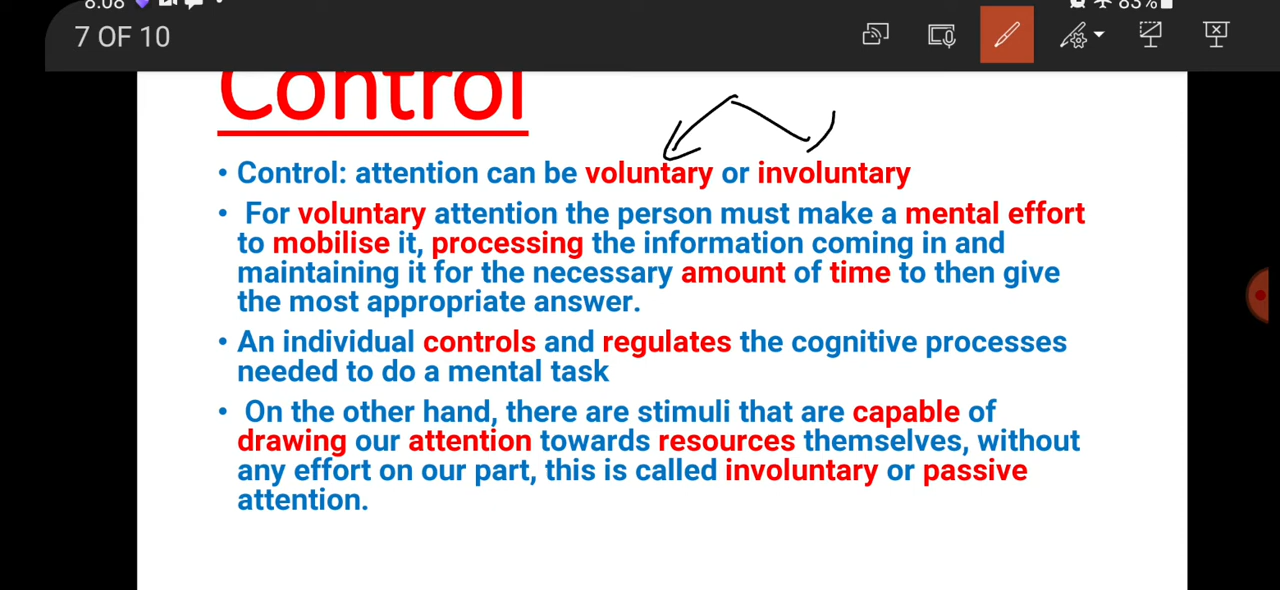 8:08
83%
7 OF 10
Control
• Control: attention can be voluntary or involuntary
• For voluntary attention the person must make a mental effort
to mobilise it, processing the information coming in and
maintaining it for the necessary amount of time to then give
the most appropriate answer.
• An individual controls and regulates the cognitive processes
needed to do a mental task
• On the other hand, there are stimuli that are capable of
drawing our attention towards resources themselves, without
any effort on our part, this is called involuntary or passive
attention.